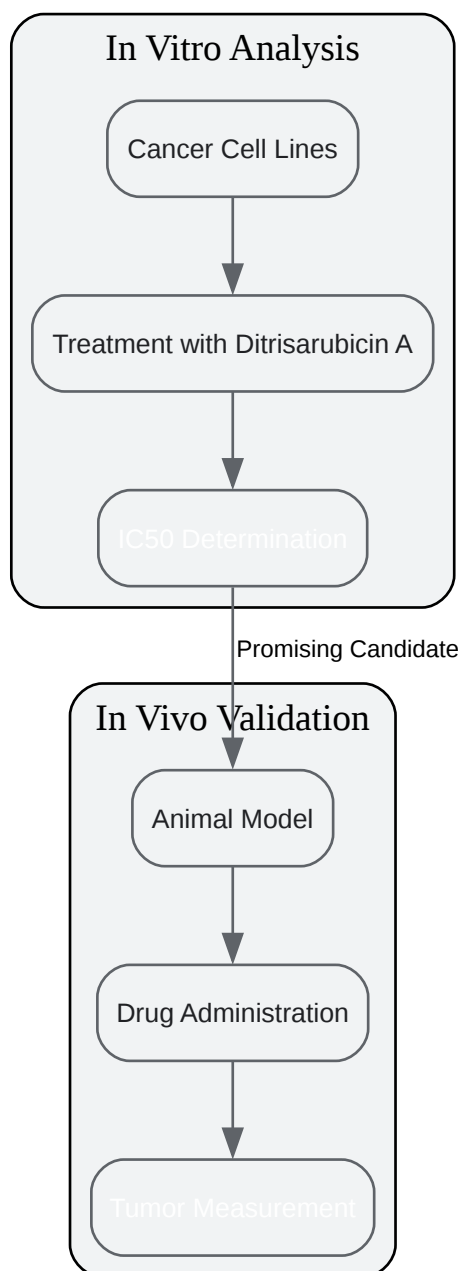 In Vitro Analysis
Cancer Cell Lines
Treatment with Ditrisarubicin A
IC50 Determination
Promising Candidate
In Vivo Validation
Animal Model
Drug Administration
Tumor Measurement